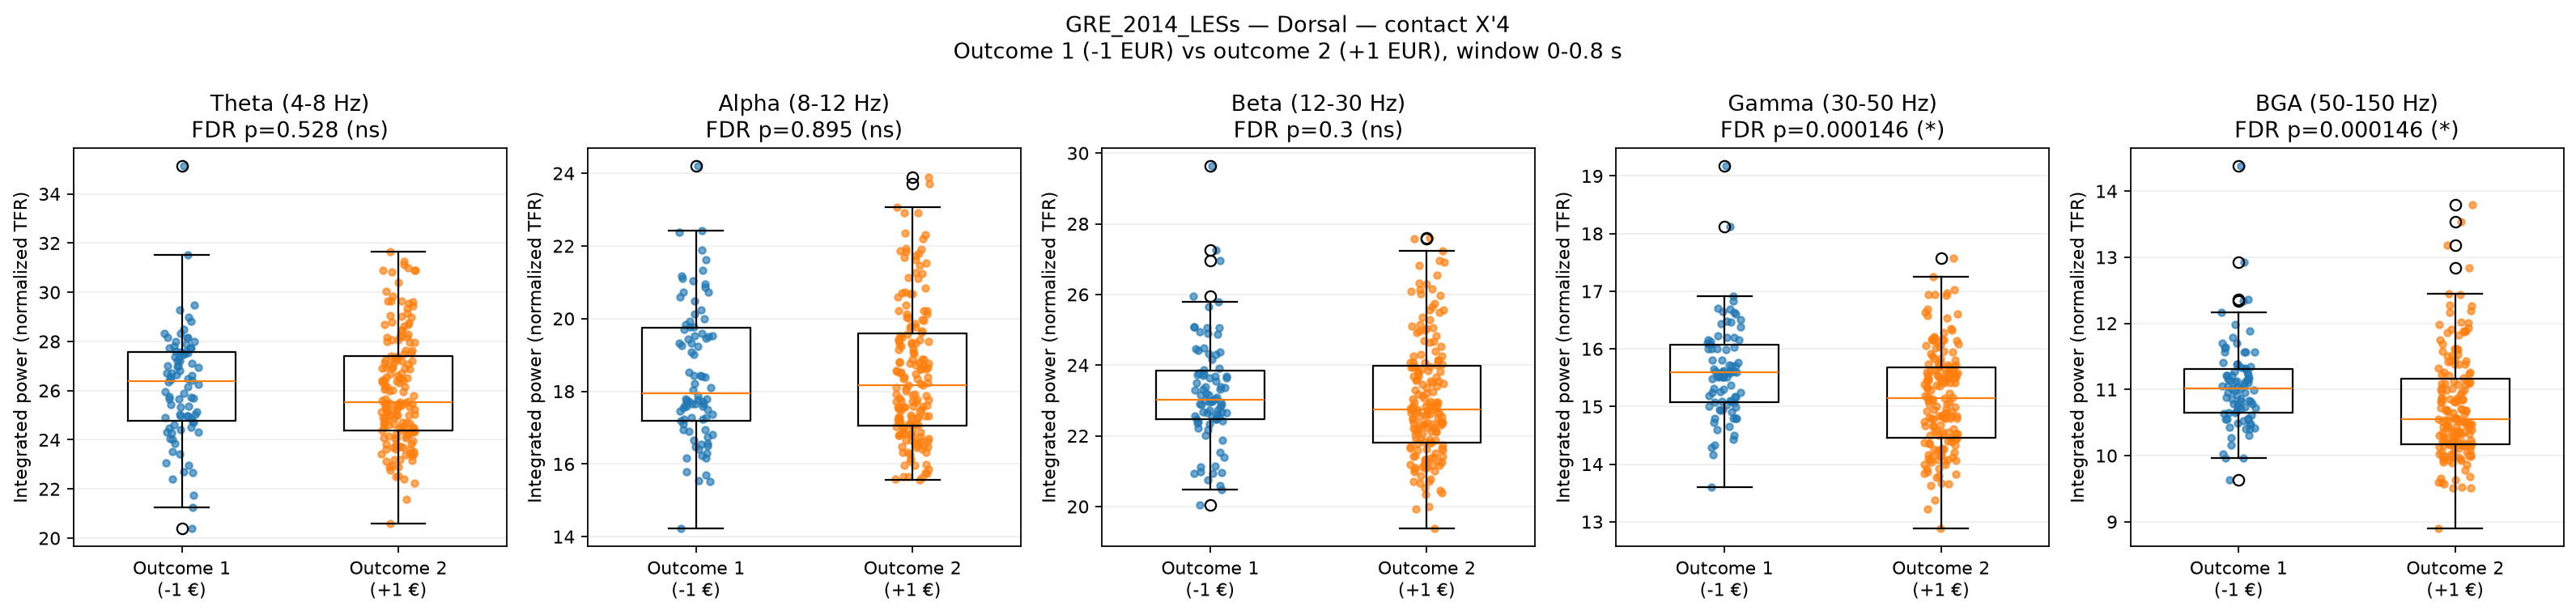 GRE_2014_LESs — Dorsal — contact X'4
Outcome 1 (-1 EUR) vs outcome 2 (+1 EUR), window 0-0.8 s
Theta (4-8 Hz)
FDR p=0.528 (ns)
Integrated power (normalized TFR)
34
32
30
28
26
24
22
20
Outcome 1
(-1 €)
Outcome 2
(+1 €)
Alpha (8-12 Hz)
FDR p=0.895 (ns)
Integrated power (normalized TFR)
24
22
20
18
16
14
Outcome 1
(-1 €)
Outcome 2
(+1 €)
Beta (12-30 Hz)
FDR p=0.3 (ns)
Integrated power (normalized TFR)
30
28
26
24
22
20
Outcome 1
(-1 €)
Outcome 2
(+1 €)
Gamma (30-50 Hz)
FDR p=0.000146 (*)
Integrated power (normalized TFR)
19
18
17
16
15
14
13
Outcome 1
(-1 €)
Outcome 2
(+1 €)
BGA (50-150 Hz)
FDR p=0.000146 (*)
Integrated power (normalized TFR)
14
13
12
11
10
9
Outcome 1
(-1 €)
Outcome 2
(+1 €)